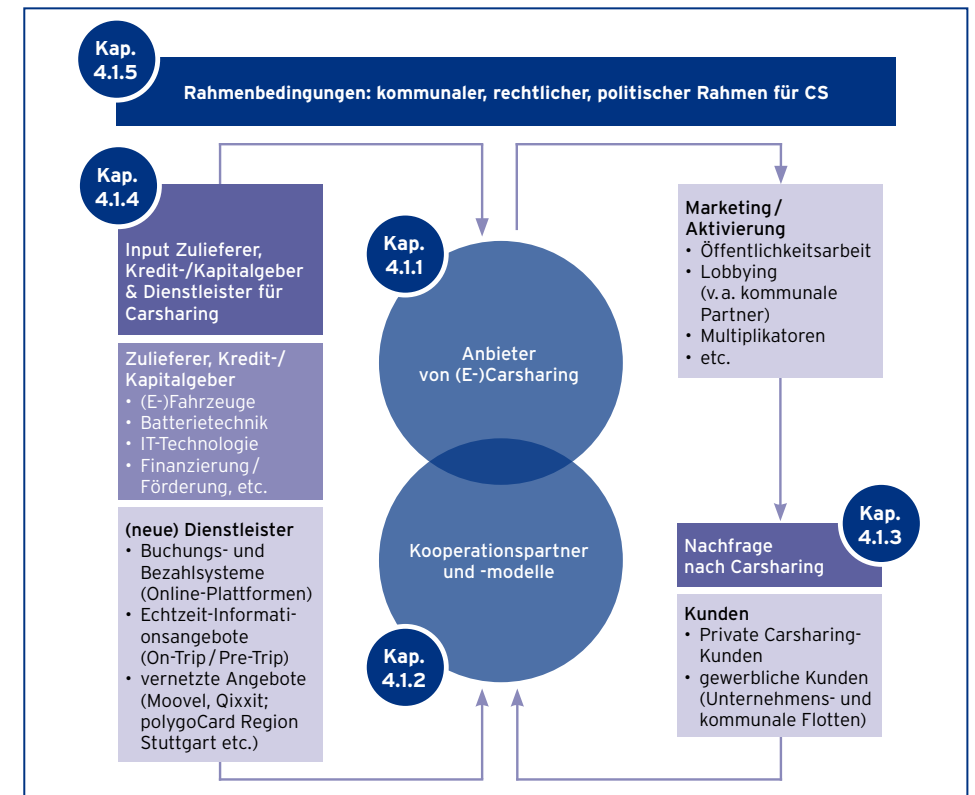 Kap.
4.1.5
Rahmenbedingungen: kommunaler, rechtlicher, politischer Rahmen für CS
Kap.
4.1.4
Input Zulieferer,
Kredit-/Kapitalgeber
& Dienstleister für
Carsharing
Zulieferer, Kredit-/
Kapitalgeber
• (E-)Fahrzeuge
• Batterietechnik
• IT-Technologie
• Finanzierung/
Förderung, etc.
(neue) Dienstleister
• Buchungs- und
Bezahlsysteme
(Online-Plattformen)
• Echtzeit-Informati-
onsangebote
(On-Trip/Pre-Trip)
• vernetzte Angebote
(Moovel, Qixxit;
polygoCard Region
Stuttgart etc.)
Kap.
4.1.1
Anbieter
von (E-)Carsharing
Kooperationspartner
und -modelle
Kap.
4.1.2
Marketing/
Aktivierung
• Öffentlichkeitsarbeit
• Lobbying
(v. a. kommunale
Partner)
• Multiplikatoren
• etc.
Kap.
4.1.3
Nachfrage
nach Carsharing
Kunden
• Private Carsharing-
Kunden
• gewerbliche Kunden
(Unternehmens- und
kommunale Flotten)